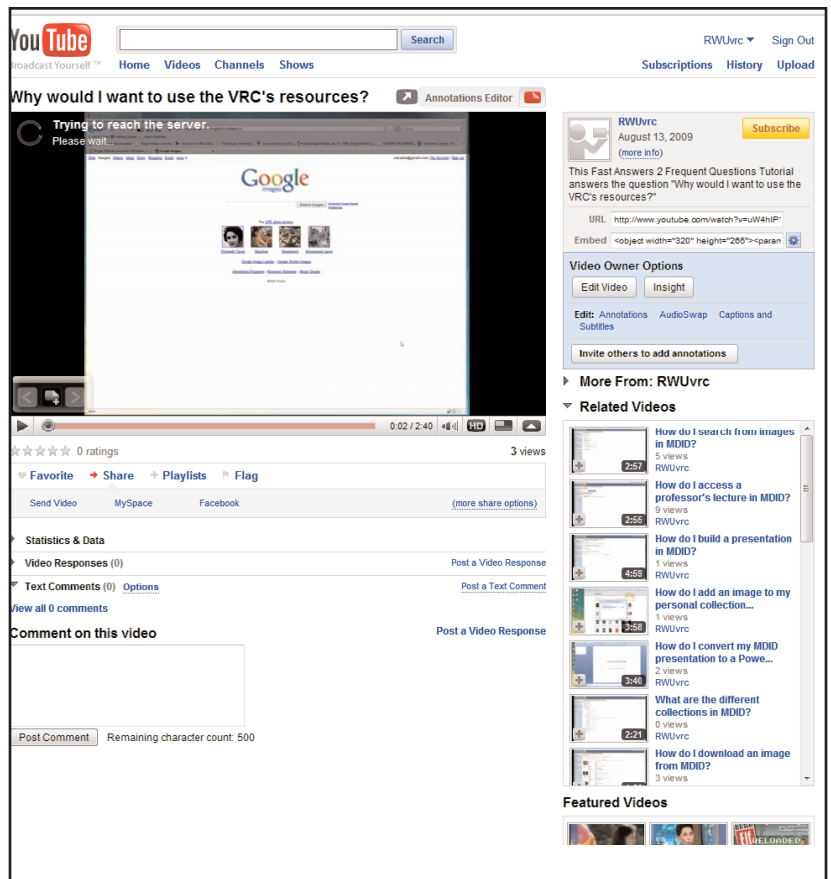 You Tube
Broadcast Yourself ™
Search
RWUvrc
Sign Out
Home Videos Channels Shows
Subscriptions History Upload
Why would I want to use the VRC's resources?
Annotations Editor
Trying to reach the server.
Please wait...
Google
images
0:02 / 2:40
HD
0 ratings
3 views
Favorite Share Playlists Flag
Send Video MySpace Facebook (more share options)
Statistics & Data
Video Responses (0) Post a Video Response
Text Comments (0) Options Post a Text Comment
View all 0 comments
Comment on this video Post a Video Response
Post Comment Remaining character count: 500
RWUvrc
August 13, 2009
(more info)
Subscribe
This Fast Answers 2 Frequent Questions Tutorial
answers the question "Why would I want to use the
VRC's resources?"
URL http://www.youtube.com/watch?v=uW4hIP
Embed <object width="320" height="265"><param
Video Owner Options
Edit Video Insight
Edit: Annotations AudioSwap Captions and
Subtitles
Invite others to add annotations
More From: RWUvrc
Related Videos
How do I search from images
in MDID?
5 views
2:57 RWUvrc
How do I access a
professor's lecture in MDID?
9 views
2:55 RWUvrc
How do I build a presentation
in MDID?
1 views
4:59 RWUvrc
How do I add an image to my
personal collection...
1 views
3:58 RWUvrc
How do I convert my MDID
presentation to a Powe...
2 views
3:40 RWUvrc
What are the different
collections in MDID?
0 views
2:21 RWUvrc
How do I download an image
from MDID?
3 views
Featured Videos
RELOADED